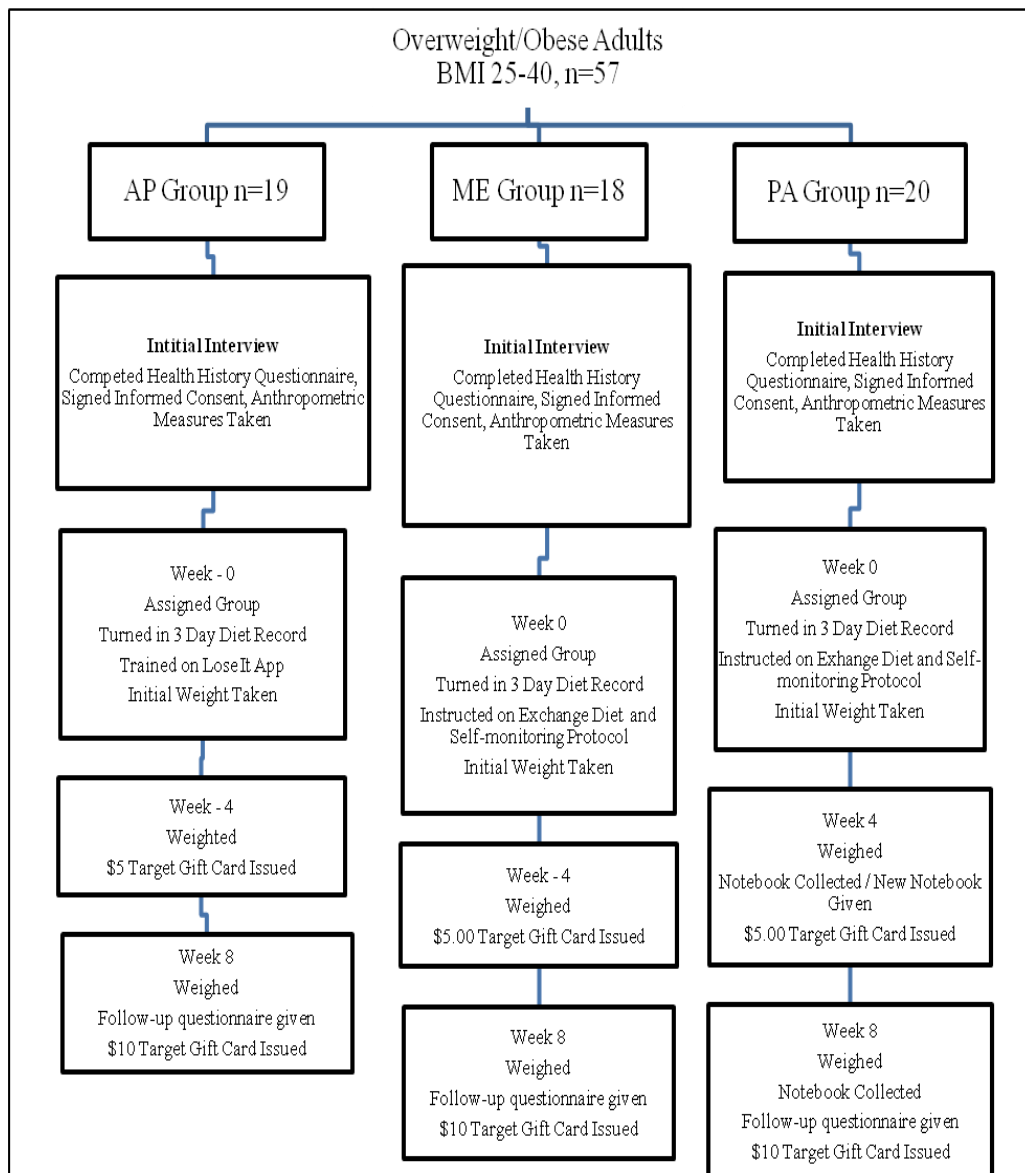 Overweight/Obese Adults
BMI 25-40, n=57
AP Group n=19
ME Group n=18
PA Group n=20
Intitial Interview
Competed Health History Questionnaire,
Signed Informed Consent, Anthropometric
Measures Taken
Initial Interview
Completed Health History
Questionnaire, Signed Informed
Consent, Anthropometric Measures
Taken
Initial Interview
Completed Health History
Questionnaire, Signed Informed
Consent, Anthropometric Measures
Taken
Week - 0
Assigned Group
Turned in 3 Day Diet Record
Trained on Lose It App
Initial Weight Taken
Week 0
Assigned Group
Turned in 3 Day Diet Record
Instructed on Exchange Diet and
Self-monitoring Protocol
Initial Weight Taken
Week 0
Assigned Group
Turned in 3 Day Diet Record
Instructed on Exhange Diet and Self-
monitoring Protocol
Initial Weight Taken
Week - 4
Weighted
$5 Target Gift Card Issued
Week - 4
Weighed
$5.00 Target Gift Card Issued
Week 4
Weighed
Notebook Collected / New Notebook
Given
$5.00 Target Gift Card Issued
Week 8
Weighed
Follow-up questionnaire given
$10 Target Gift Card Issued
Week 8
Weighed
Follow-up questionnaire given
$10 Target Gift Card Issued
Week 8
Weighed
Notebook Collected
Follow-up questionnaire given
$10 Target Gift Card Issued